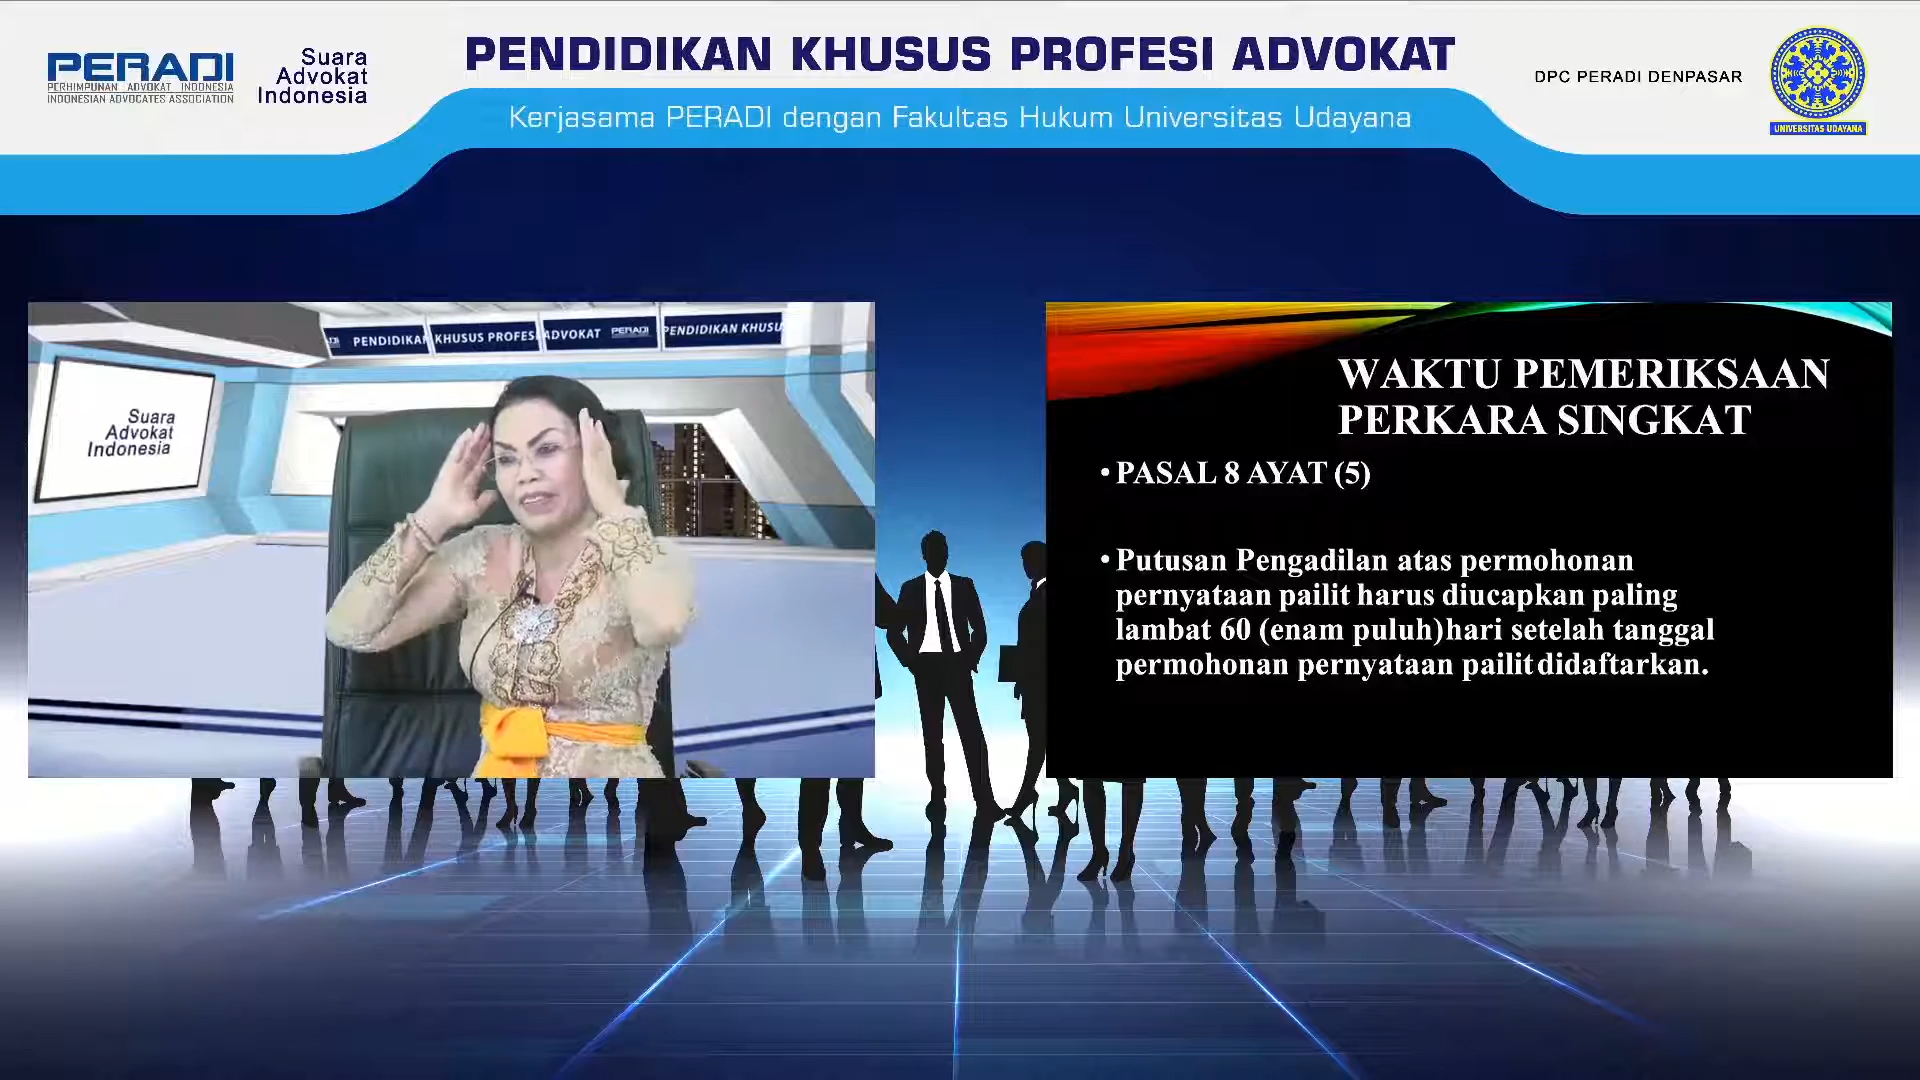 PERADI
PERHIMPUNAN ADVOKAT INDONESIA
INDONESIAN ADVOCATES ASSOCIATION
Suara
Advokat
Indonesia
PENDIDIKAN KHUSUS PROFESI ADVOKAT
Kerjasama PERADI dengan Fakultas Hukum Universitas Udayana
DPC PERADI DENPASAR
UNIVERSITAS UDAYANA
PENDIDIKAN KHUSUS PROFESI ADVOKAT PERADI PENDIDIKAN KHUSU
Suara
Advokat
Indonesia
WAKTU PEMERIKSAAN
PERKARA SINGKAT
• PASAL 8 AYAT (5)
• Putusan Pengadilan atas permohonan
pernyataan pailit harus diucapkan paling
lambat 60 (enam puluh)hari setelah tanggal
permohonan pernyataan pailit didaftarkan.